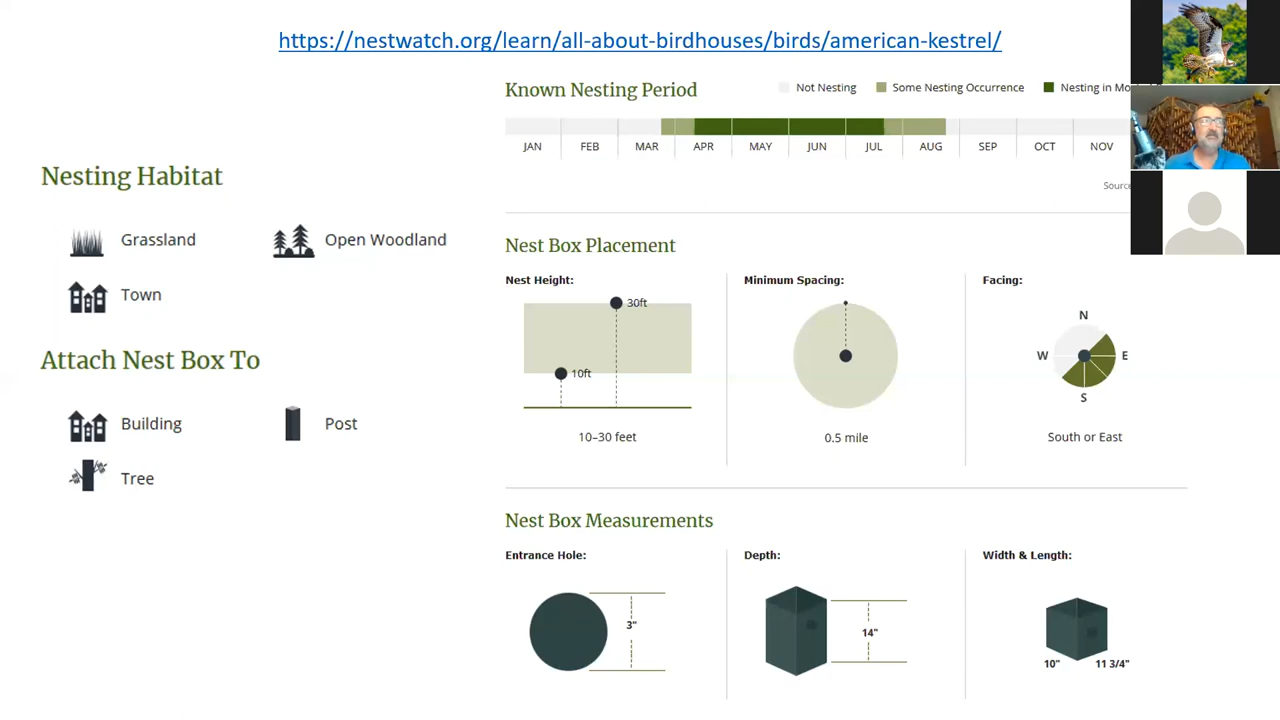 https://nestwatch.org/learn/all-about-birdhouses/birds/american-kestrel/
Known Nesting Period
Not Nesting
Some Nesting Occurrence
Nesting in
JAN FEB MAR APR MAY JUN JUL AUG SEP OCT NOV
Source
Nesting Habitat
Grassland
Open Woodland
Town
Attach Nest Box To
Building
Post
Tree
Nest Box Placement
Nest Height:
30ft
10ft
10–30 feet
Minimum Spacing:
0.5 mile
Facing:
N
W E
S
South or East
Nest Box Measurements
Entrance Hole:
3"
Depth:
14"
Width & Length:
10" 11 3/4"